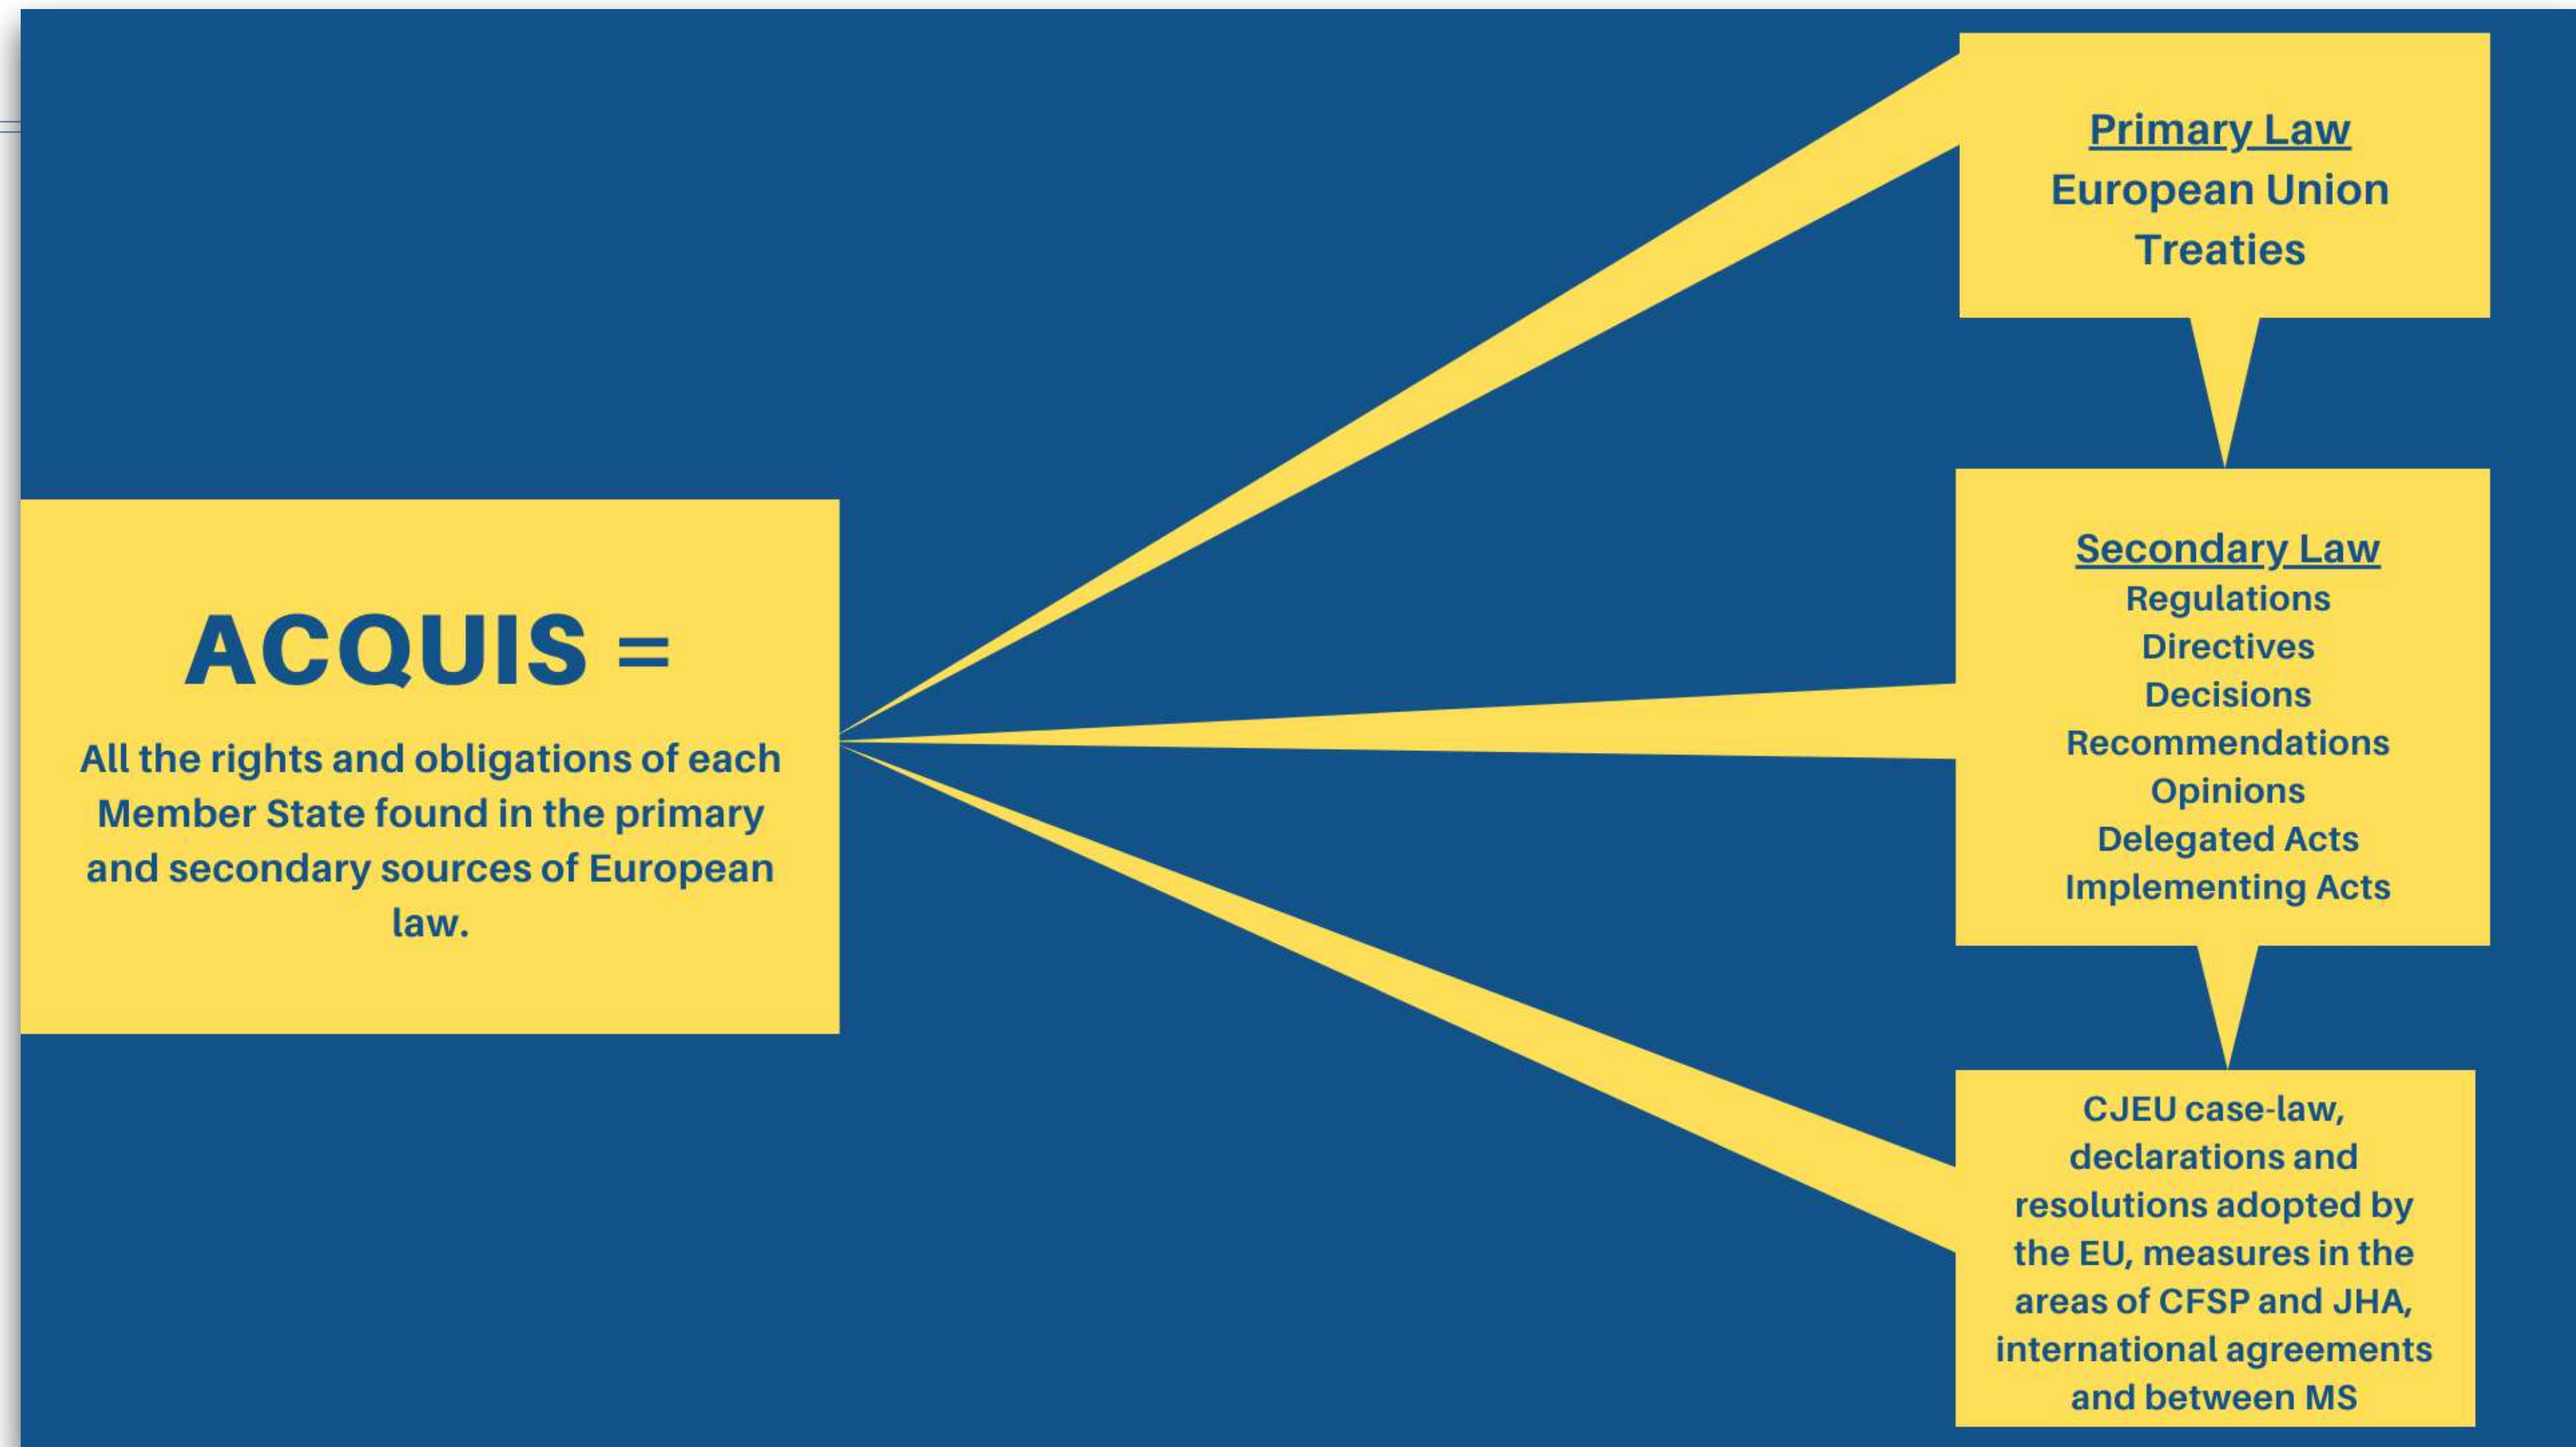 ACQUIS =
All the rights and obligations of each
Member State found in the primary
and secondary sources of European
law.
Primary Law
European Union
Treaties
Secondary Law
Regulations
Directives
Decisions
Recommendations
Opinions
Delegated Acts
Implementing Acts
CJEU case-law,
declarations and
resolutions adopted by
the EU, measures in the
areas of CFSP and JHA,
international agreements
and between MS